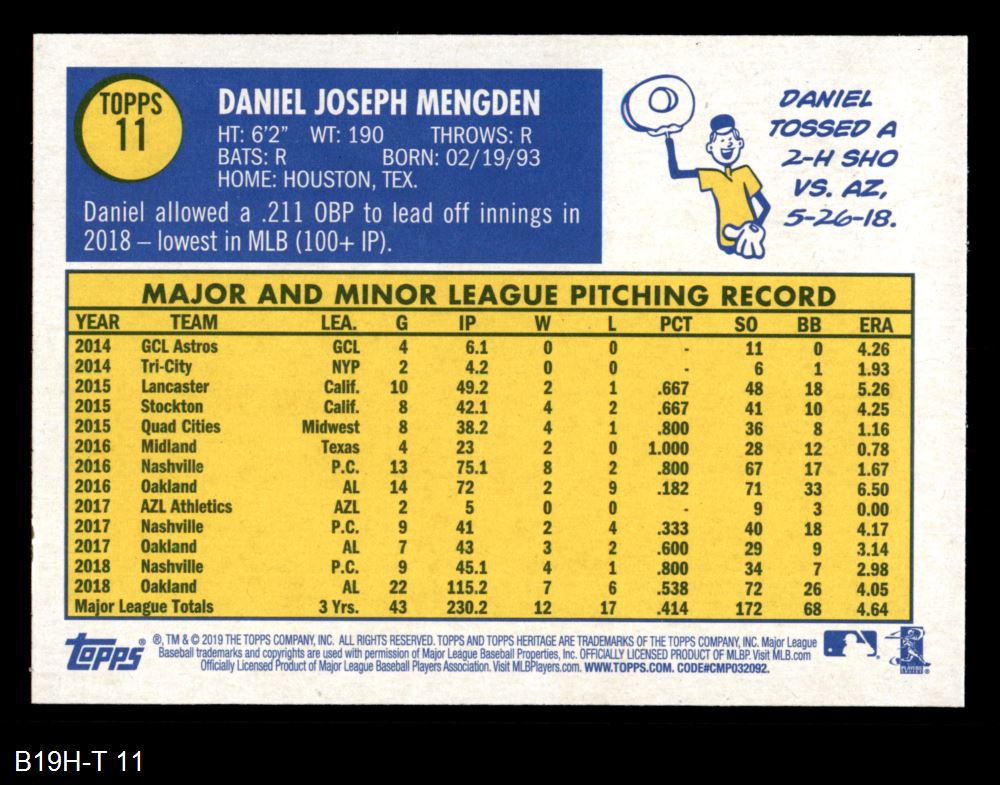 TOPPS
11
DANIEL JOSEPH MENGDEN
HT: 6'2" WT: 190 THROWS: R
BATS: R BORN: 02/19/93
HOME: HOUSTON, TEX.
Daniel allowed a .211 OBP to lead off innings in
2018 – lowest in MLB (100+ IP).
DANIEL
TOSSED A
2-H SHO
VS. AZ,
5-26-18.
MAJOR AND MINOR LEAGUE PITCHING RECORD
YEAR TEAM LEA. G IP W L PCT SO BB ERA
2014 GCL Astros GCL 4 6.1 0 0 - 11 0 4.26
2014 Tri-City NYP 2 4.2 0 0 - 6 1 1.93
2015 Lancaster Calif. 10 49.2 2 1 .667 48 18 5.26
2015 Stockton Calif. 8 42.1 4 2 .667 41 10 4.25
2015 Quad Cities Midwest 8 38.2 4 1 .800 36 8 1.16
2016 Midland Texas 4 23 2 0 1.000 28 12 0.78
2016 Nashville P.C. 13 75.1 8 2 .800 67 17 1.67
2016 Oakland AL 14 72 2 9 .182 71 33 6.50
2017 AZL Athletics AZL 2 5 0 0 - 9 3 0.00
2017 Nashville P.C. 9 41 2 4 .333 40 18 4.17
2017 Oakland AL 7 43 3 2 .600 29 9 3.14
2018 Nashville P.C. 9 45.1 4 1 .800 34 7 2.98
2018 Oakland AL 22 115.2 7 6 .538 72 26 4.05
Major League Totals 3 Yrs. 43 230.2 12 17 .414 172 68 4.64
Topps ® ®, TM & © 2019 THE TOPPS COMPANY, INC. ALL RIGHTS RESERVED. TOPPS AND TOPPS HERITAGE ARE TRADEMARKS OF THE TOPPS COMPANY, INC. Major League
Baseball trademarks and copyrights are used with permission of Major League Baseball Properties, Inc. OFFICIALLY LICENSED PRODUCT OF MLBP. Visit MLB.com
Officially Licensed Product of Major League Baseball Players Association. Visit MLBPlayers.com. WWW.TOPPS.COM. CODE#CMP032092.
B19H-T 11